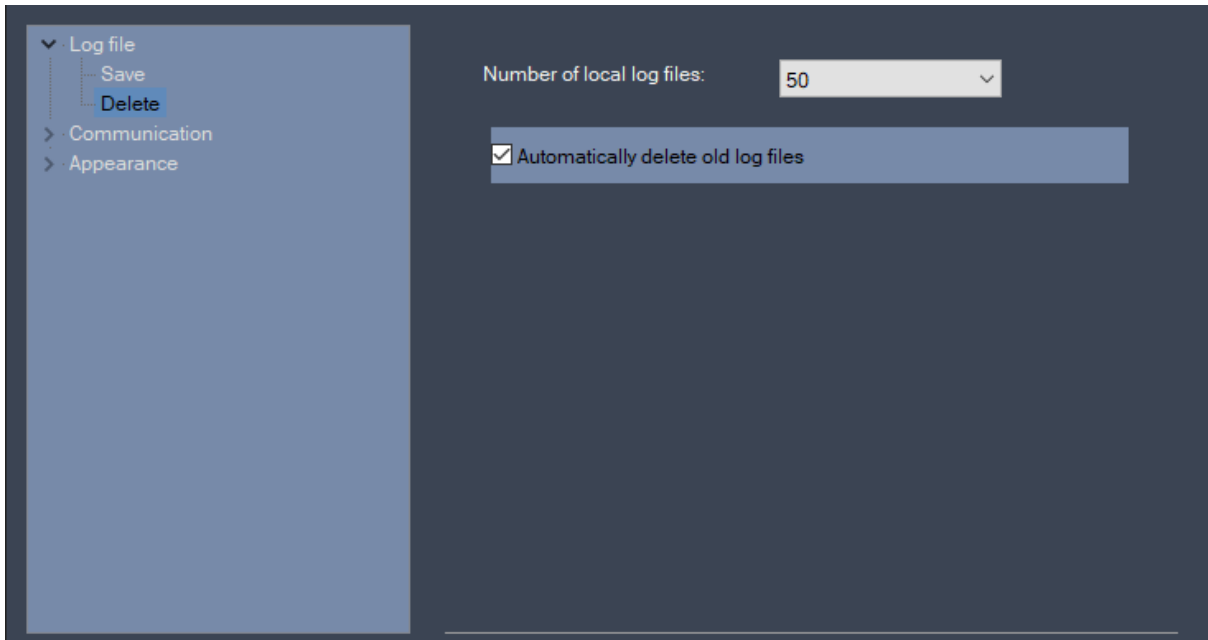 Log file
Save
Delete
Communication
Appearance
Number of local log files:
50
Automatically delete old log files